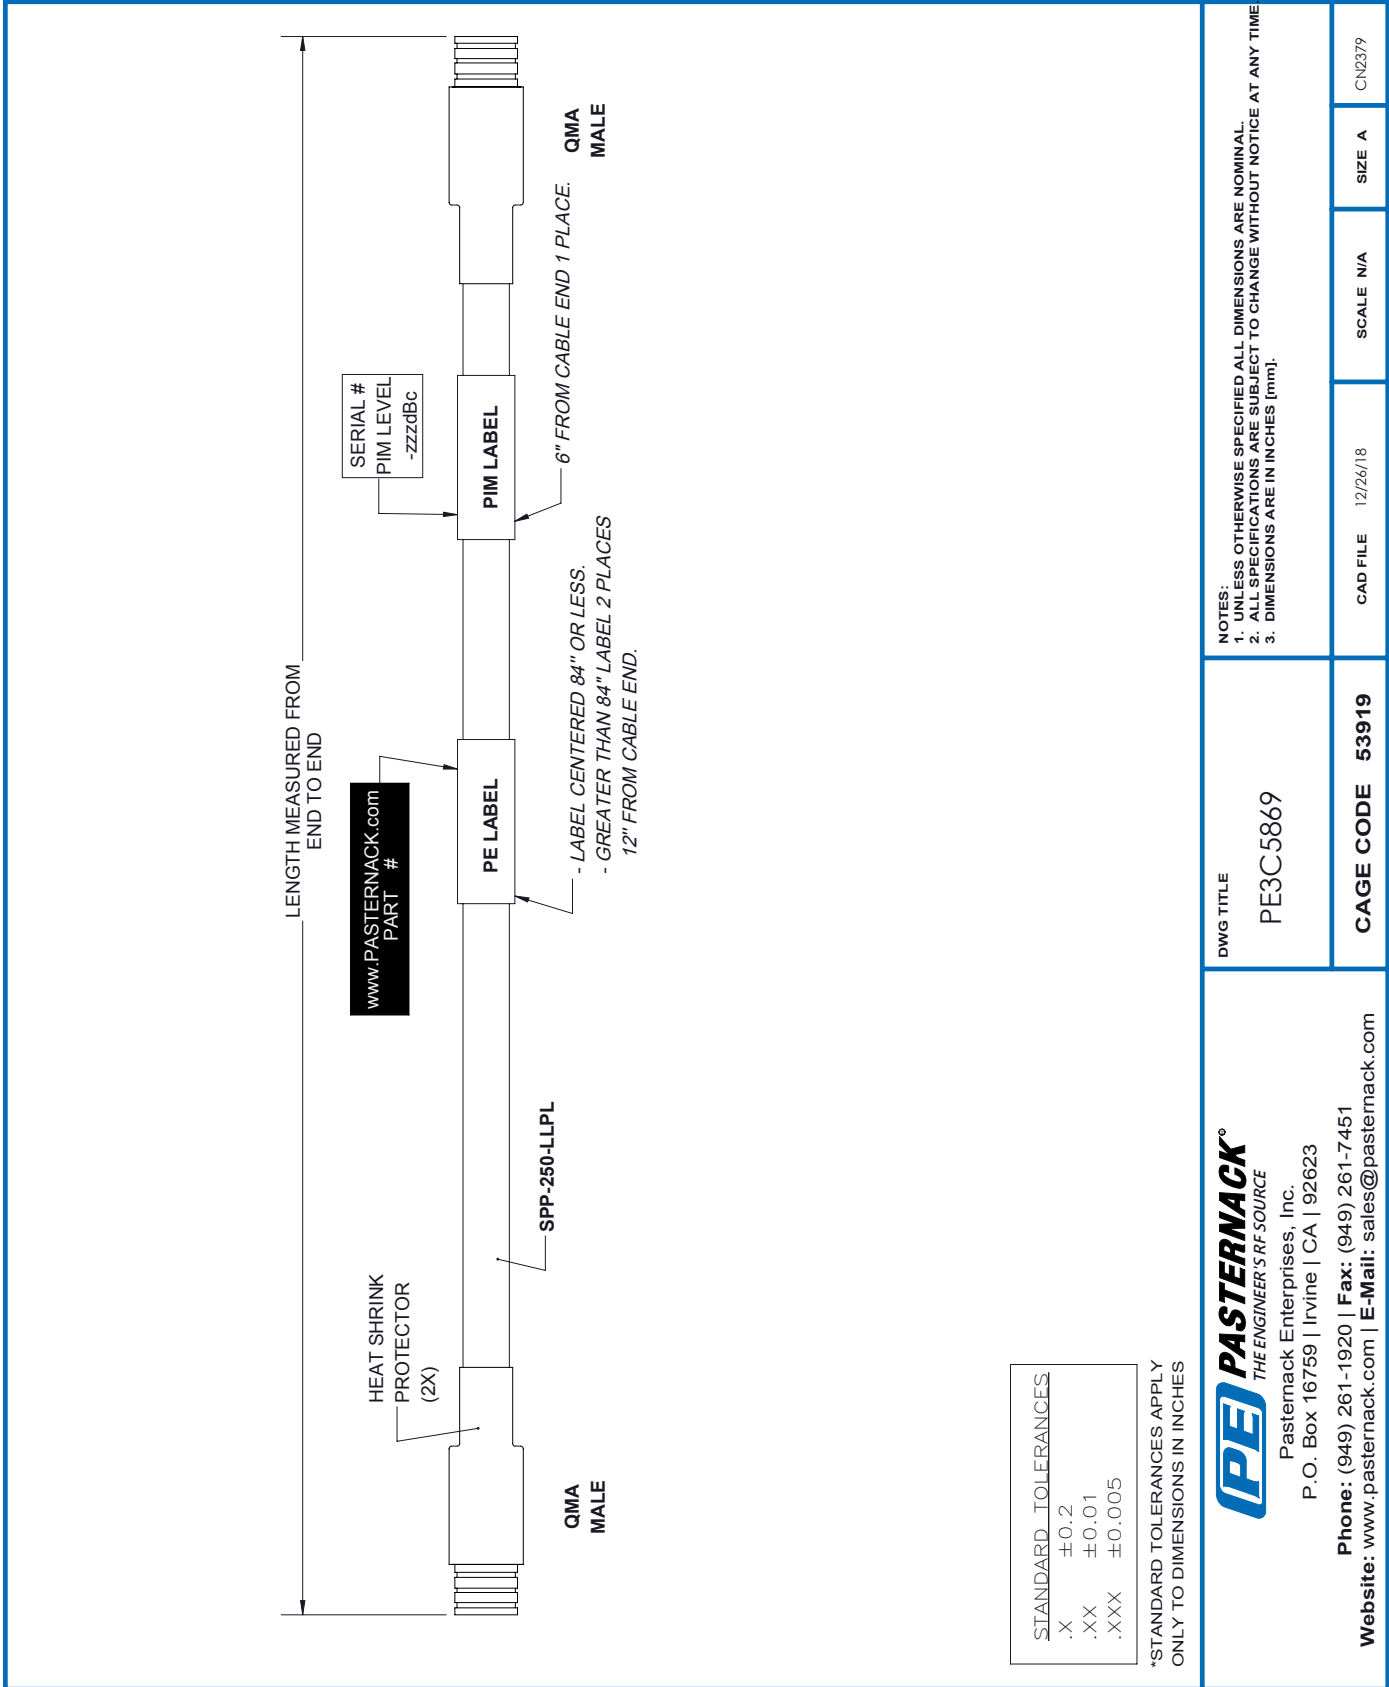 LENGTH MEASURED FROM
END TO END
HEAT SHRINK
PROTECTOR
(2X)
www.PASTERNACK.com
PART #
SERIAL #
PIM LEVEL
-zzzdBc
PE LABEL
PIM LABEL
QMA
MALE
SPP-250-LLPL
- LABEL CENTERED 84" OR LESS.
- GREATER THAN 84" LABEL 2 PLACES
12" FROM CABLE END.
6" FROM CABLE END 1 PLACE.
QMA
MALE
STANDARD TOLERANCES
.X ±0.2
.XX ±0.01
.XXX ±0.005
*STANDARD TOLERANCES APPLY
ONLY TO DIMENSIONS IN INCHES
PE PASTERNACK®
THE ENGINEER'S RF SOURCE
Pasternack Enterprises, Inc.
P.O. Box 16759 | Irvine | CA | 92623
Phone: (949) 261-1920 | Fax: (949) 261-7451
Website: www.pasternack.com | E-Mail: sales@pasternack.com
DWG TITLE
PE3C5869
CAGE CODE 53919
NOTES:
1. UNLESS OTHERWISE SPECIFIED ALL DIMENSIONS ARE NOMINAL.
2. ALL SPECIFICATIONS ARE SUBJECT TO CHANGE WITHOUT NOTICE AT ANY TIME.
3. DIMENSIONS ARE IN INCHES [mm].
CAD FILE 12/26/18
SCALE N/A
SIZE A
CN2379